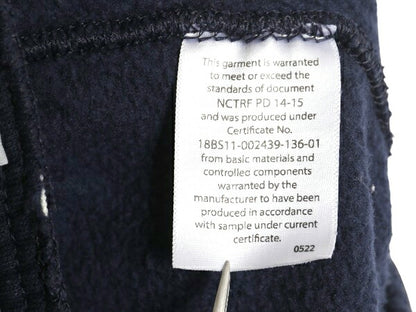 This garment is warranted
to meet or exceed the
standards of document
NCTRF PD 14-15
and was produced under
Certificate No.
18BS11-002439-136-01
from basic materials and
controlled components
warranted by the
manufacturer to have been
produced in accordance
with sample under current
certificate.
0522